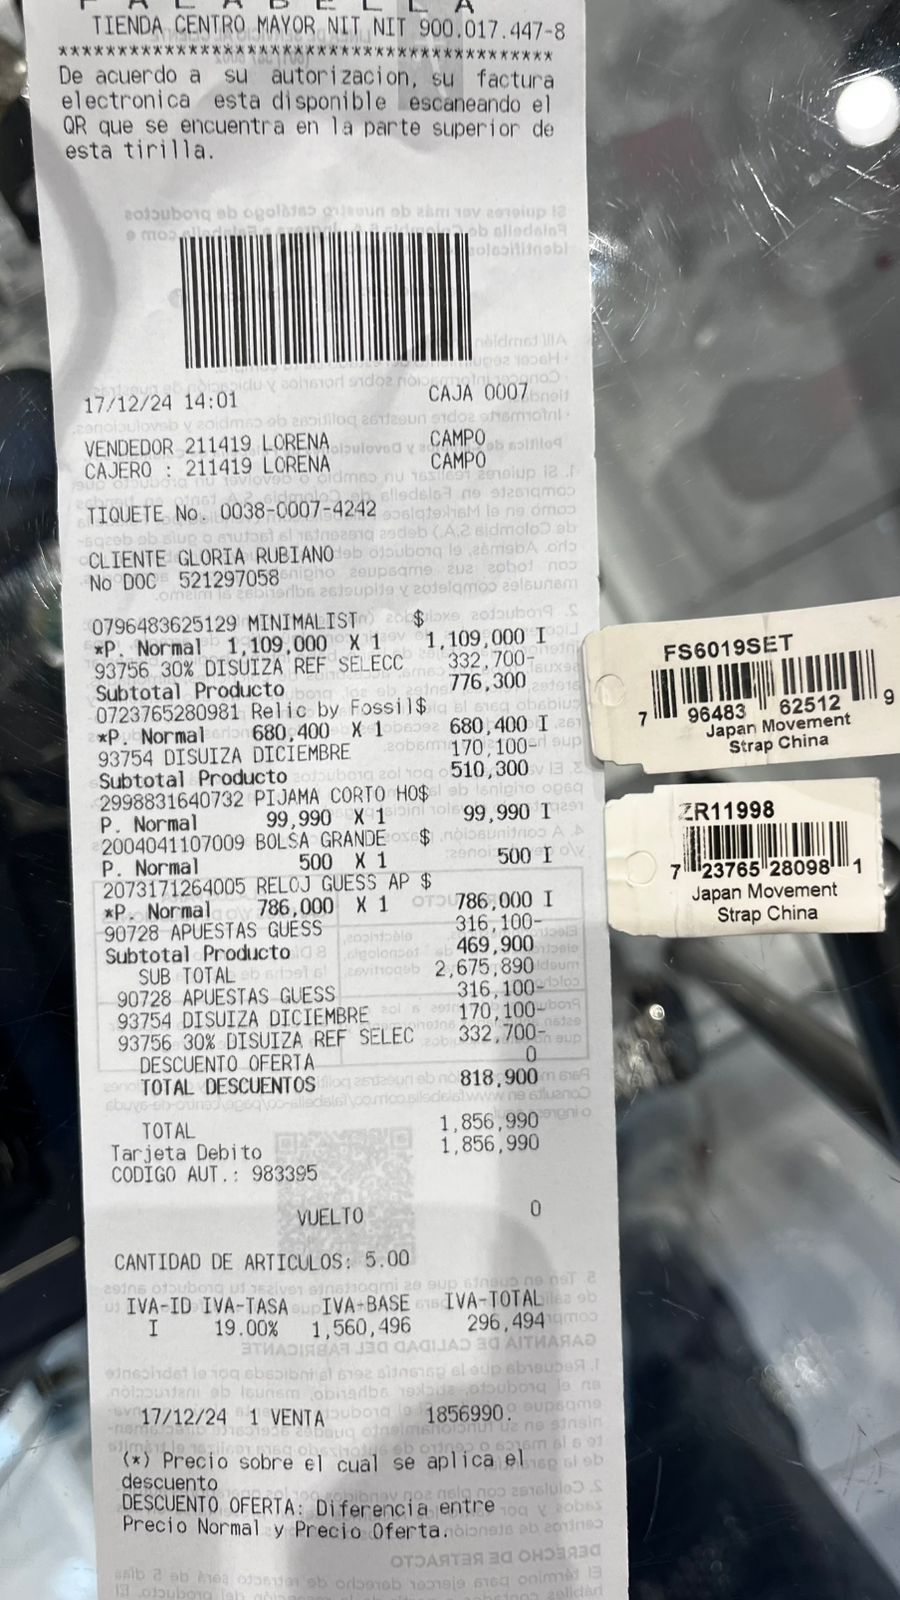 FALABELLA
TIENDA CENTRO MAYOR NIT NIT 900.017.447-8
******************************************
De acuerdo a su autorizacion, su factura
electronica esta disponible escaneando el
QR que se encuentra en la parte superior de
esta tirilla.
17/12/24 14:01 CAJA 0007
VENDEDOR 211419 LORENA CAMPO
CAJERO : 211419 LORENA CAMPO
TIQUETE No. 0038-0007-4242
CLIENTE GLORIA RUBIANO
No DOC 521297058
0796483625129 MINIMALIST $
*P. Normal 1,109,000 X 1 1,109,000 I
93756 30% DISUIZA REF SELECC 332,700-
Subtotal Producto 776,300
0723765280981 Relic by Fossil$
*P. Normal 680,400 X 1 680,400 I
93754 DISUIZA DICIEMBRE 170,100-
Subtotal Producto 510,300
2998831640732 PIJAMA CORTO HO$
P. Normal 99,990 X 1 99,990 I
2004041107009 BOLSA GRANDE $
P. Normal 500 X 1 500 I
2073171264005 RELOJ GUESS AP $
*P. Normal 786,000 X 1 786,000 I
90728 APUESTAS GUESS 316,100-
Subtotal Producto 469,900
SUB TOTAL 2,675,890
90728 APUESTAS GUESS 316,100-
93754 DISUIZA DICIEMBRE 170,100-
93756 30% DISUIZA REF SELEC 332,700-
DESCUENTO OFERTA 0
TOTAL DESCUENTOS 818,900
TOTAL 1,856,990
Tarjeta Debito 1,856,990
CODIGO AUT.: 983395
VUELTO 0
CANTIDAD DE ARTICULOS: 5.00
IVA-ID IVA-TASA IVA-BASE IVA-TOTAL
I 19.00% 1,560,496 296,494
17/12/24 1 VENTA 1856990.
(*) Precio sobre el cual se aplica el
descuento
DESCUENTO OFERTA: Diferencia entre
Precio Normal y Precio Oferta.
FS6019SET
7 96483 62512 9
Japan Movement
Strap China
ZR11998
7 23765 28098 1
Japan Movement
Strap China